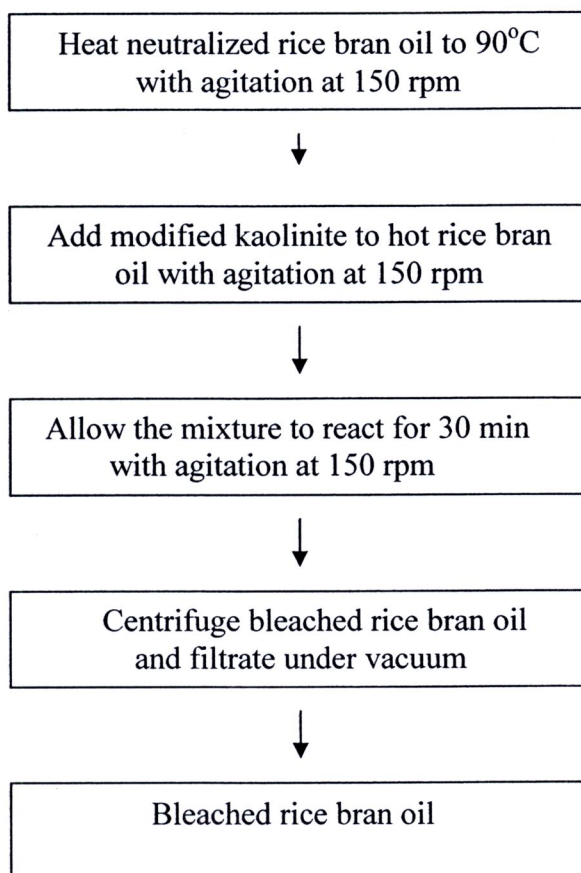 Heat neutralized rice bran oil to 90°C
with agitation at 150 rpm
Add modified kaolinite to hot rice bran
oil with agitation at 150 rpm
Allow the mixture to react for 30 min
with agitation at 150 rpm
Centrifuge bleached rice bran oil
and filtrate under vacuum
Bleached rice bran oil